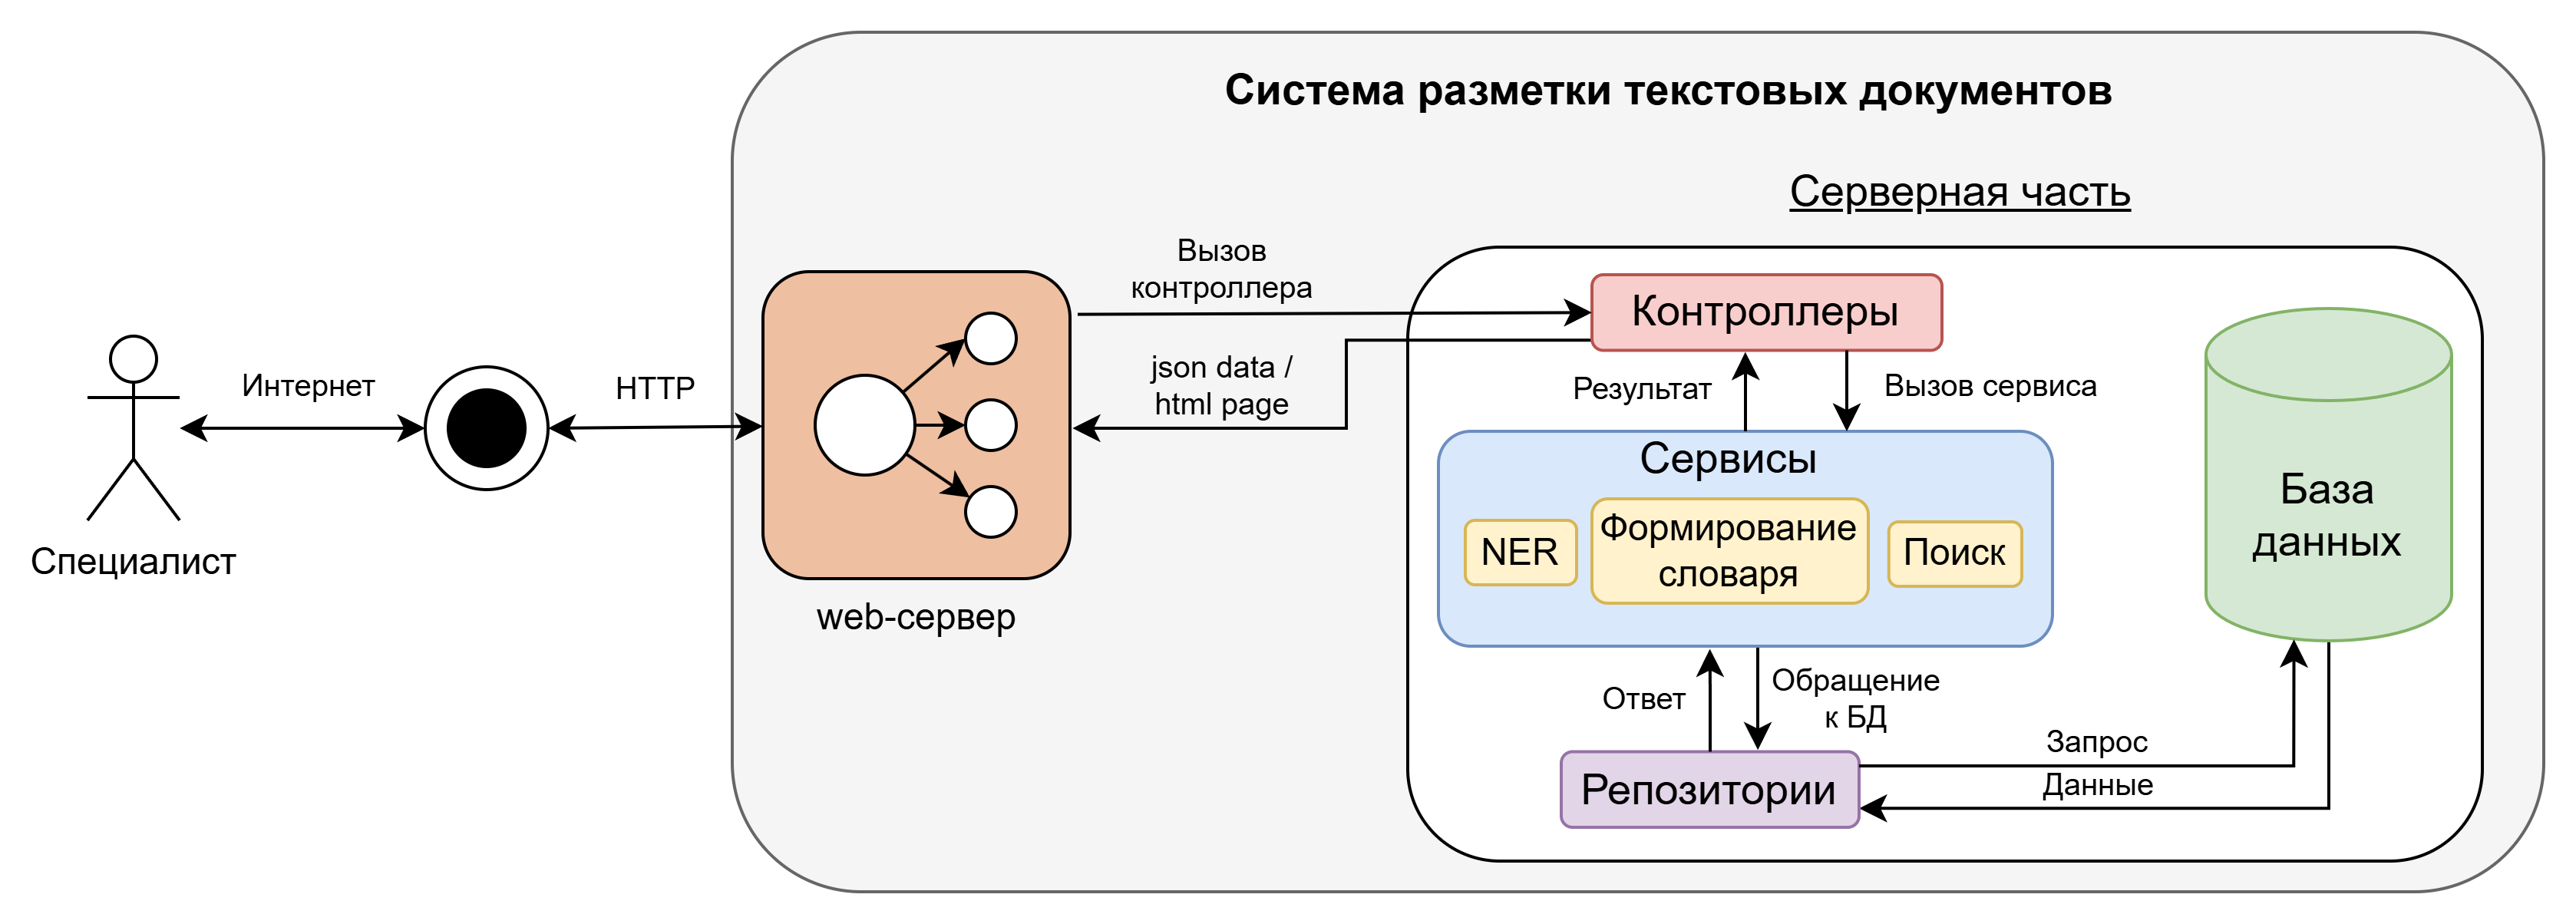 Система разметки текстовых документов
Серверная часть
Специалист
Интернет
HTTP
web-сервер
Вызов
контроллера
json data /
html page
Контроллеры
Результат
Вызов сервиса
Сервисы
NER
Формирование
словаря
Поиск
Ответ
Обращение
к БД
Репозитории
Запрос
Данные
База
данных